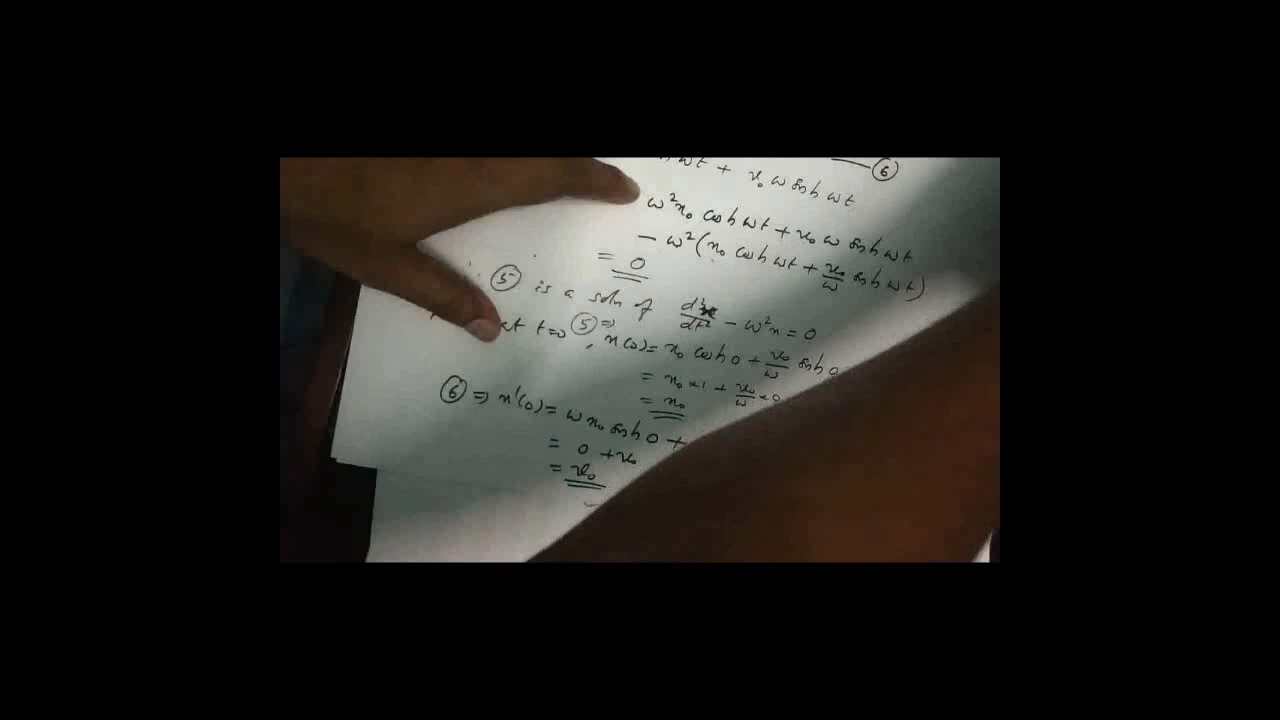 — ⑥
ωt + v₀ ω sinh ωt
ω²x₀ cosh ωt + v₀ ω sinh ωt
− ω²(x₀ cosh ωt + v₀/ω sinh ωt)
= 0
⑤ is a soln of d²x/dt² − ω²x = 0
at t=0, ⑤ ⇒ x(0) = x₀ cosh 0 + v₀/ω sinh 0
= x₀ × 1 + v₀/ω × 0
= x₀
⑥ ⇒ x'(0) = ω x₀ sinh 0 +
= 0 + v₀
= v₀